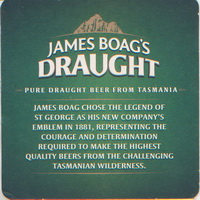 JAMES BOAG'S
DRAUGHT
PURE DRAUGHT BEER FROM TASMANIA
JAMES BOAG CHOSE THE LEGEND OF
ST GEORGE AS HIS NEW COMPANY'S
EMBLEM IN 1881, REPRESENTING THE
COURAGE AND DETERMINATION
REQUIRED TO MAKE THE HIGHEST
QUALITY BEERS FROM THE CHALLENGING
TASMANIAN WILDERNESS.